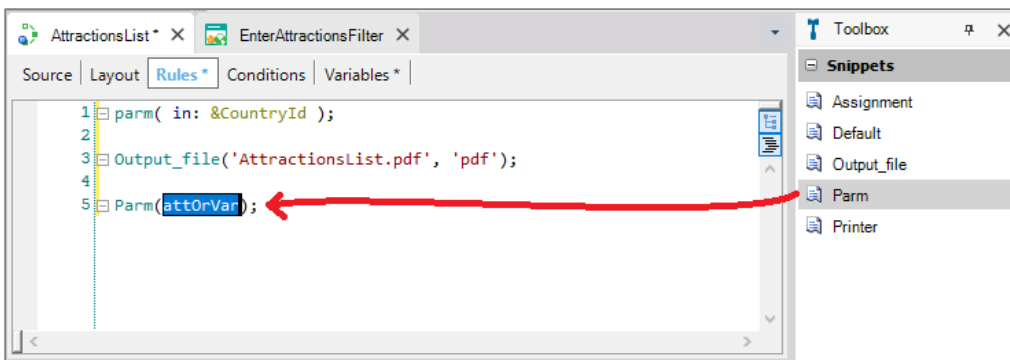 AttractionsList * X EnterAttractionsFilter X
Source Layout Rules * Conditions Variables *
1 parm( in: &CountryId );
2
3 Output_file('AttractionsList.pdf', 'pdf');
4
5 Parm(attOrVar);
Toolbox
Snippets
Assignment
Default
Output_file
Parm
Printer